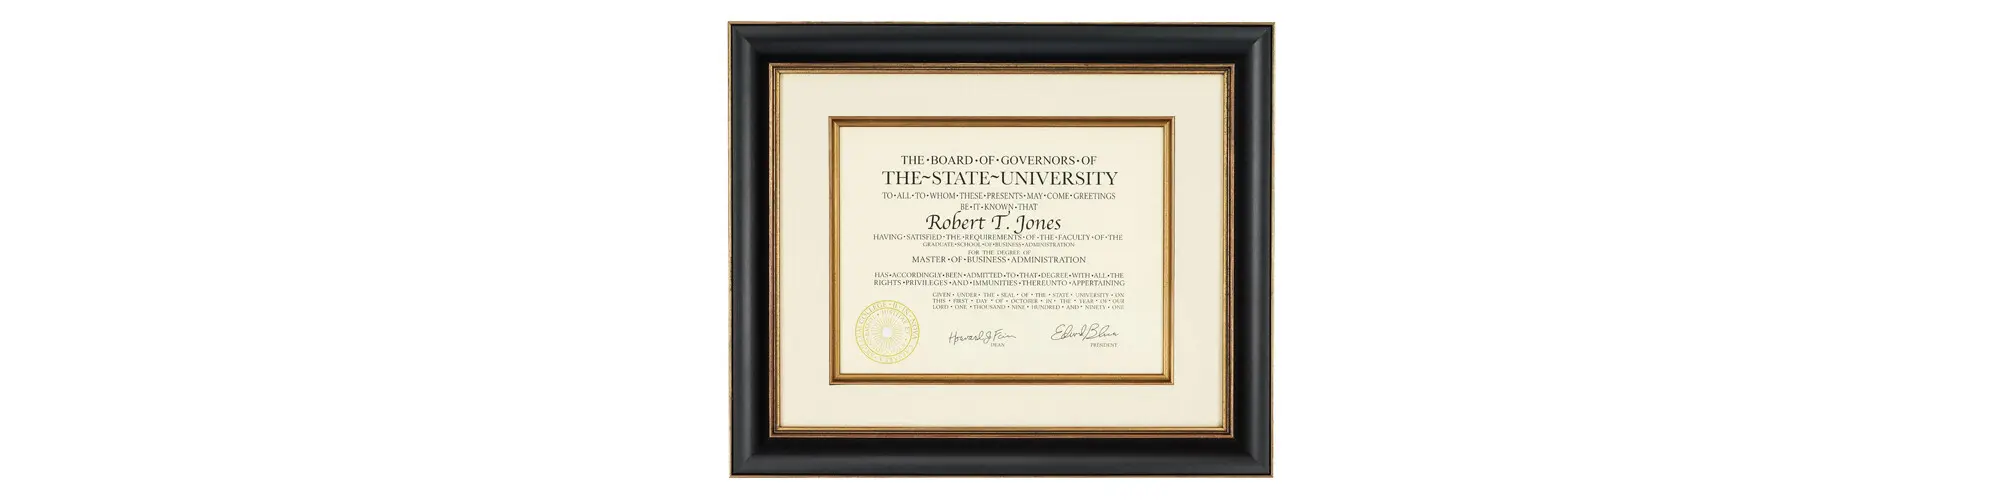 THE•BOARD•OF•GOVERNORS•OF
THE~STATE~UNIVERSITY
TO•ALL•TO•WHOM•THESE•PRESENTS•MAY•COME•GREETINGS
BE•IT•KNOWN•THAT
Robert T. Jones
HAVING•SATISFIED•THE•REQUIREMENTS•OF•THE•FACULTY•OF•THE
GRADUATE•SCHOOL•OF•BUSINESS•ADMINISTRATION
FOR THE DEGREE OF
MASTER•OF•BUSINESS•ADMINISTRATION
HAS•ACCORDINGLY•BEEN•ADMITTED•TO•THAT•DEGREE•WITH•ALL•THE
RIGHTS•PRIVILEGES•AND•IMMUNITIES•THEREUNTO•APPERTAINING
GIVEN • UNDER • THE • SEAL • OF • THE • STATE • UNIVERSITY • ON
THIS • FIRST • DAY • OF • OCTOBER • IN • THE • YEAR • OF • OUR
LORD • ONE • THOUSAND • NINE • HUNDRED • AND • NINETY • ONE
Howard J Fein
DEAN
PRESIDENT